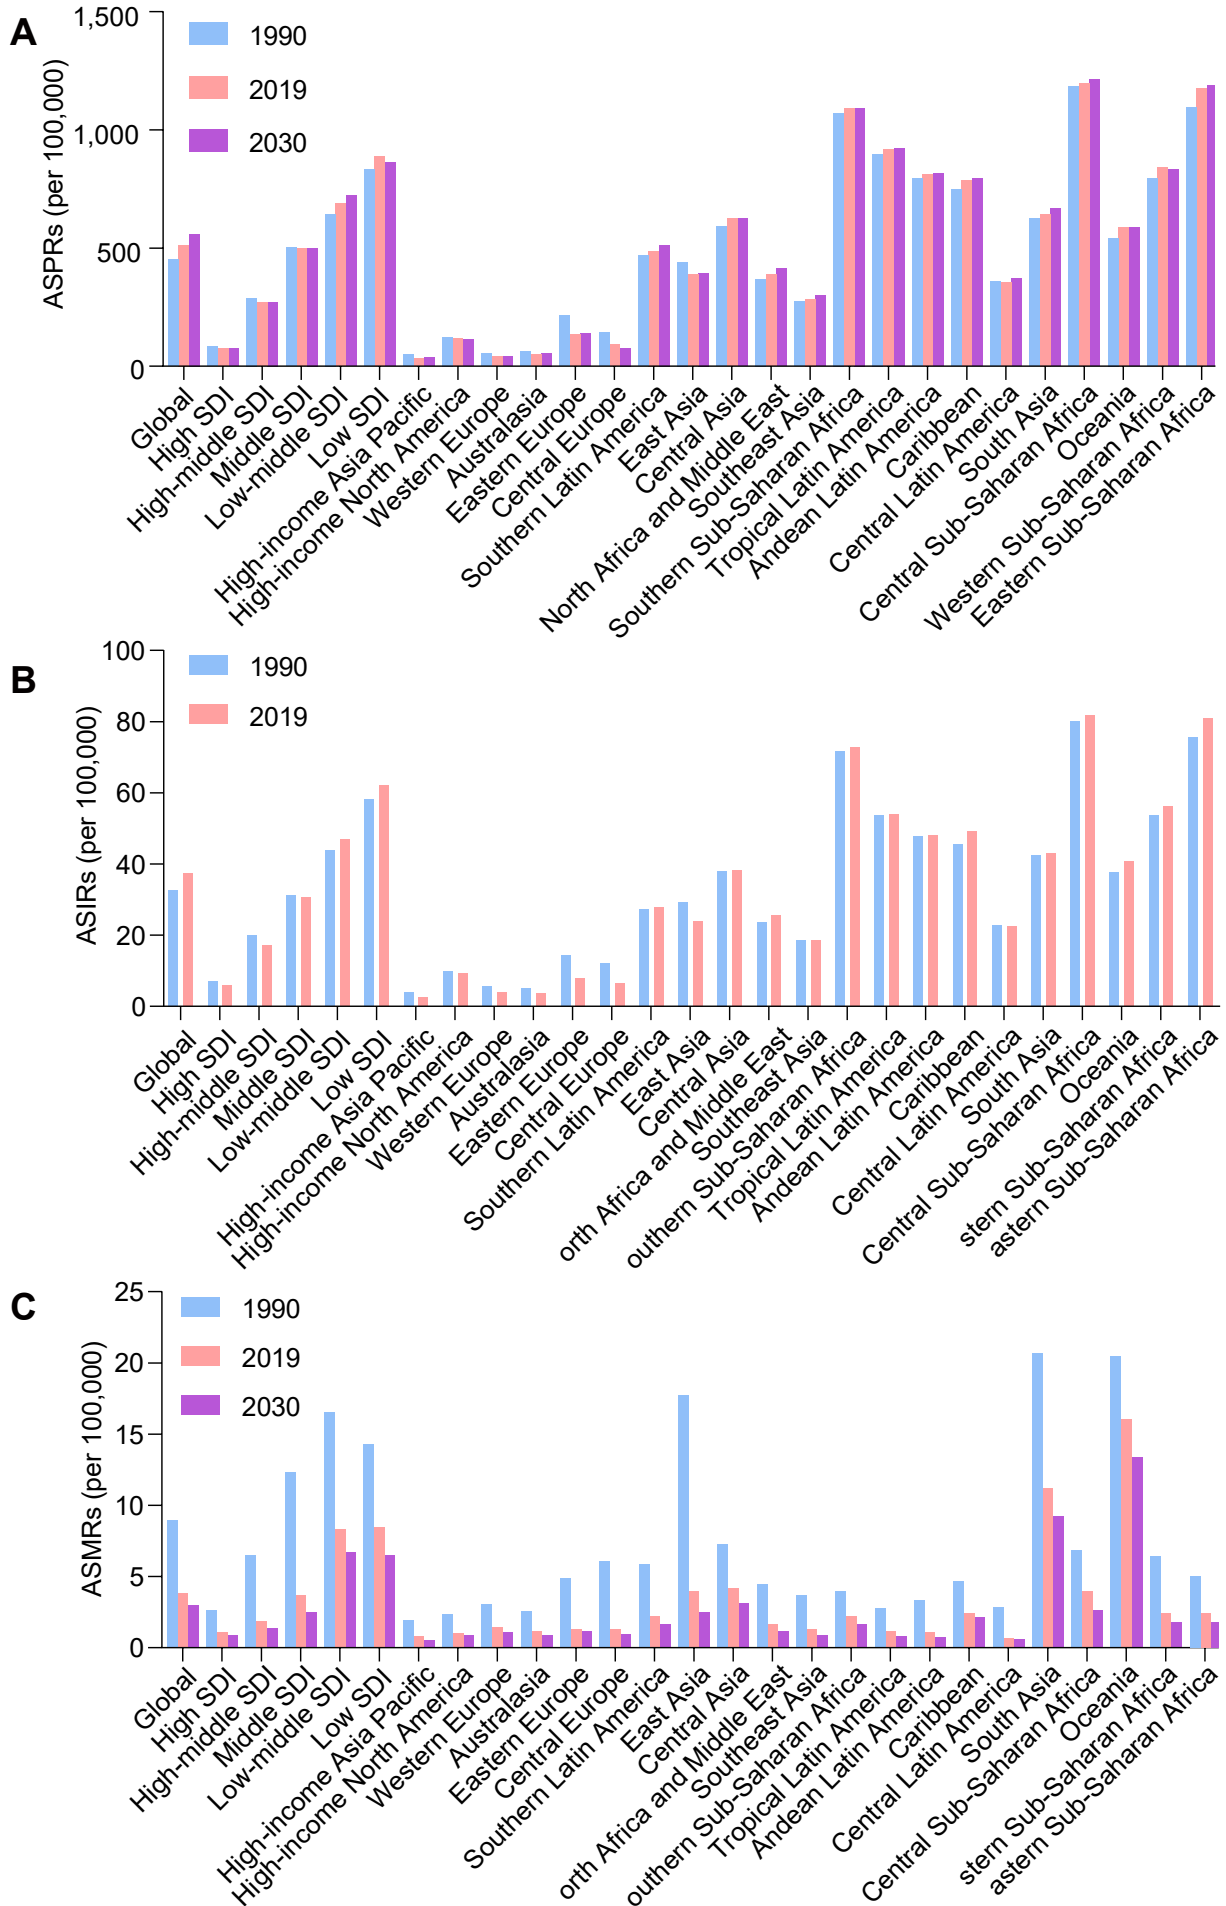 A
ASPRs (per 100,000)
1,500
1,000
500
0
1990
2019
2030
Global
High SDI
High-middle SDI
Middle SDI
Low-middle SDI
Low SDI
High-income Asia Pacific
High-income North America
Western Europe
Australasia
Eastern Europe
Central Europe
Southern Latin America
East Asia
Central Asia
North Africa and Middle East
Southeast Asia
Southern Sub-Saharan Africa
Tropical Latin America
Andean Latin America
Caribbean
Central Latin America
South Asia
Central Sub-Saharan Africa
Oceania
Western Sub-Saharan Africa
Eastern Sub-Saharan Africa
B
ASIRs (per 100,000)
100
80
60
40
20
0
1990
2019
Global
High SDI
High-middle SDI
Middle SDI
Low-middle SDI
Low SDI
High-income Asia Pacific
High-income North America
Western Europe
Australasia
Eastern Europe
Central Europe
Southern Latin America
East Asia
Central Asia
orth Africa and Middle East
Southeast Asia
outhern Sub-Saharan Africa
Tropical Latin America
Andean Latin America
Caribbean
Central Latin America
South Asia
Central Sub-Saharan Africa
Oceania
stern Sub-Saharan Africa
astern Sub-Saharan Africa
C
ASMRs (per 100,000)
25
20
15
10
5
0
1990
2019
2030
Global
High SDI
High-middle SDI
Middle SDI
Low-middle SDI
Low SDI
High-income Asia Pacific
High-income North America
Western Europe
Australasia
Eastern Europe
Central Europe
Southern Latin America
East Asia
Central Asia
orth Africa and Middle East
Southeast Asia
outhern Sub-Saharan Africa
Tropical Latin America
Andean Latin America
Caribbean
Central Latin America
South Asia
Central Sub-Saharan Africa
Oceania
stern Sub-Saharan Africa
astern Sub-Saharan Africa